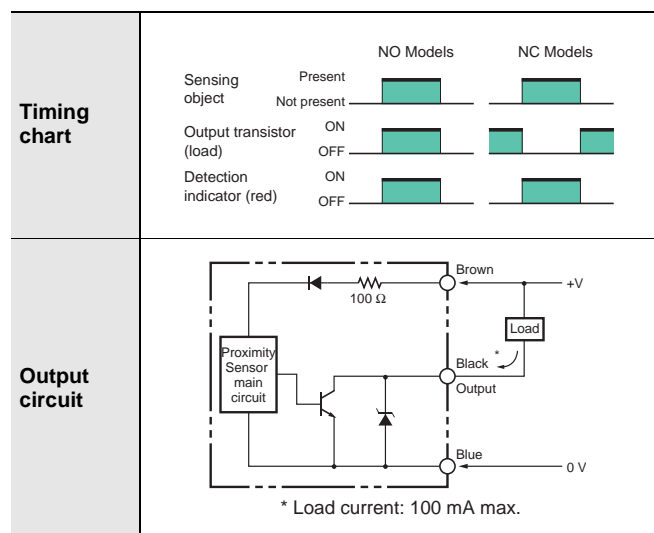 NO Models
NC Models
Timing
chart
Sensing
object
Present
Not present
Output transistor
(load)
ON
OFF
Detection
indicator (red)
ON
OFF
Output
circuit
Proximity
Sensor
main
circuit
100 Ω
Brown
+V
Load
*
Black
Output
Blue
0 V
* Load current: 100 mA max.